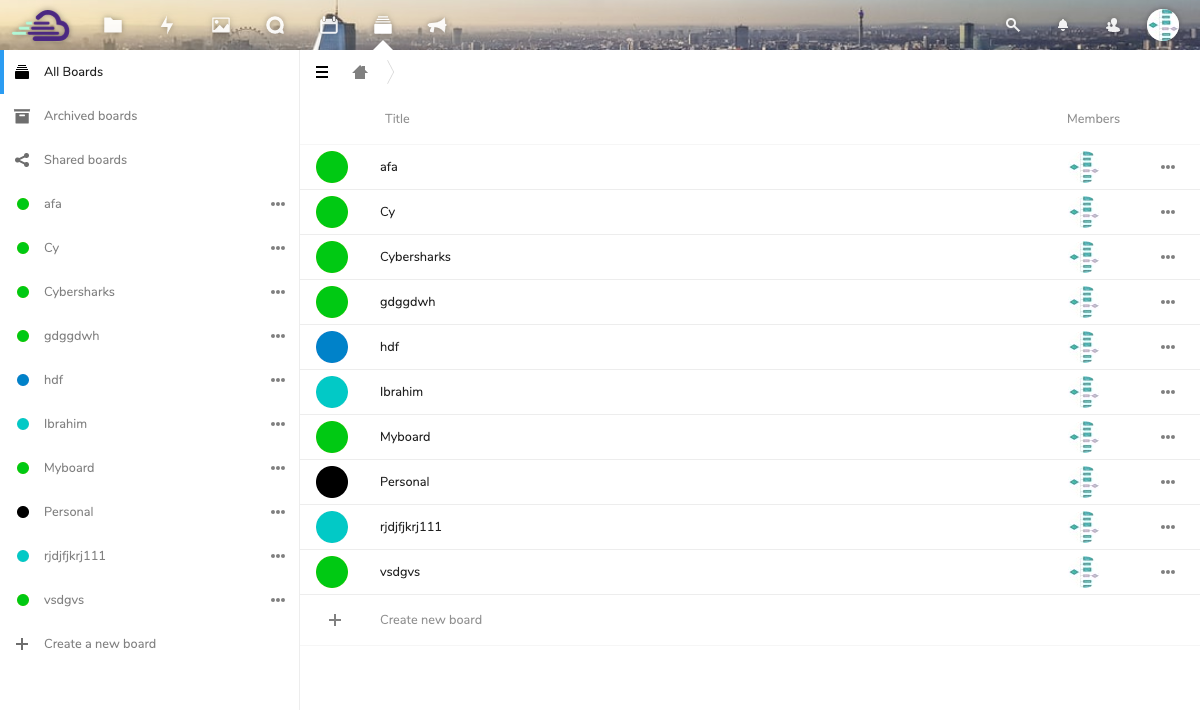 All Boards
Archived boards
Shared boards
afa
Cy
Cybersharks
gdggdwh
hdf
Ibrahim
Myboard
Personal
rjdjfjkrj111
vsdgvs
Create a new board
Title Members
afa
Cy
Cybersharks
gdggdwh
hdf
Ibrahim
Myboard
Personal
rjdjfjkrj111
vsdgvs
Create new board